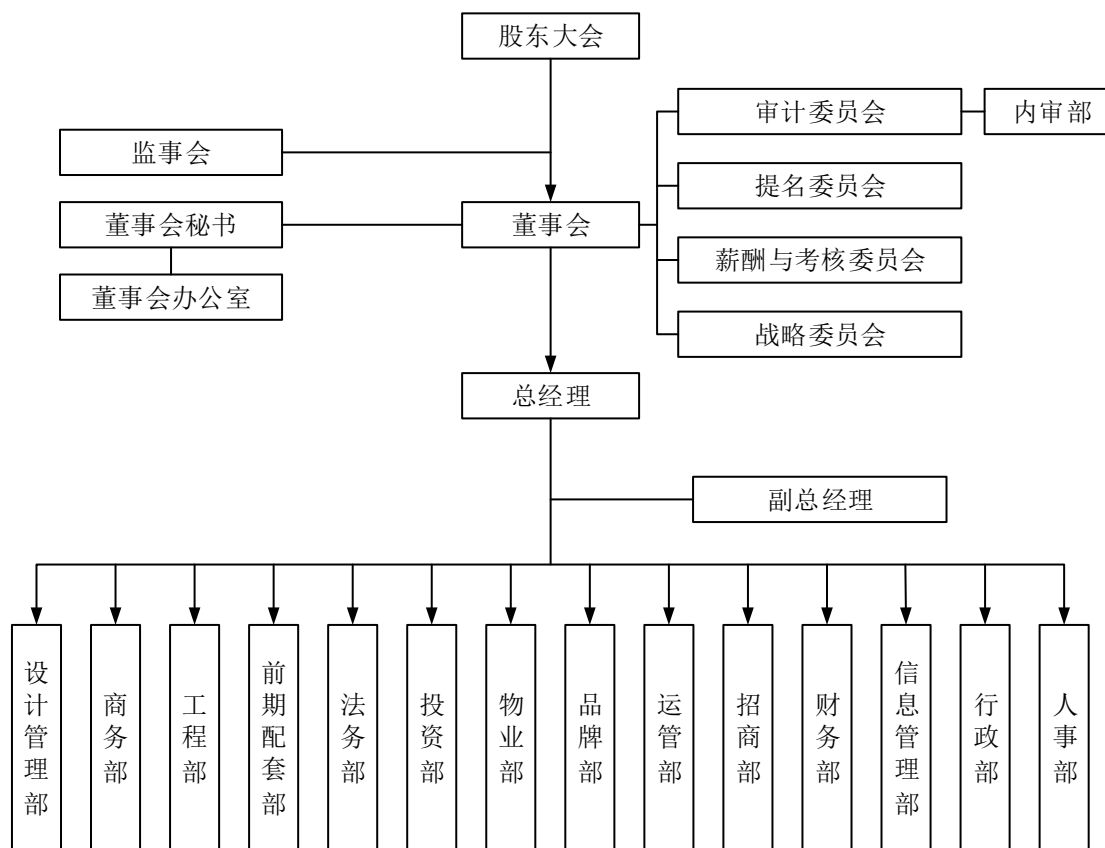 股东大会
审计委员会
内审部
监事会
提名委员会
董事会秘书
董事会
薪酬与考核委员会
董事会办公室
战略委员会
总经理
副总经理
设计管理部
商务部
工程部
前期配套部
法务部
投资部
物业部
品牌部
运管部
招商部
财务部
信息管理部
行政部
人事部